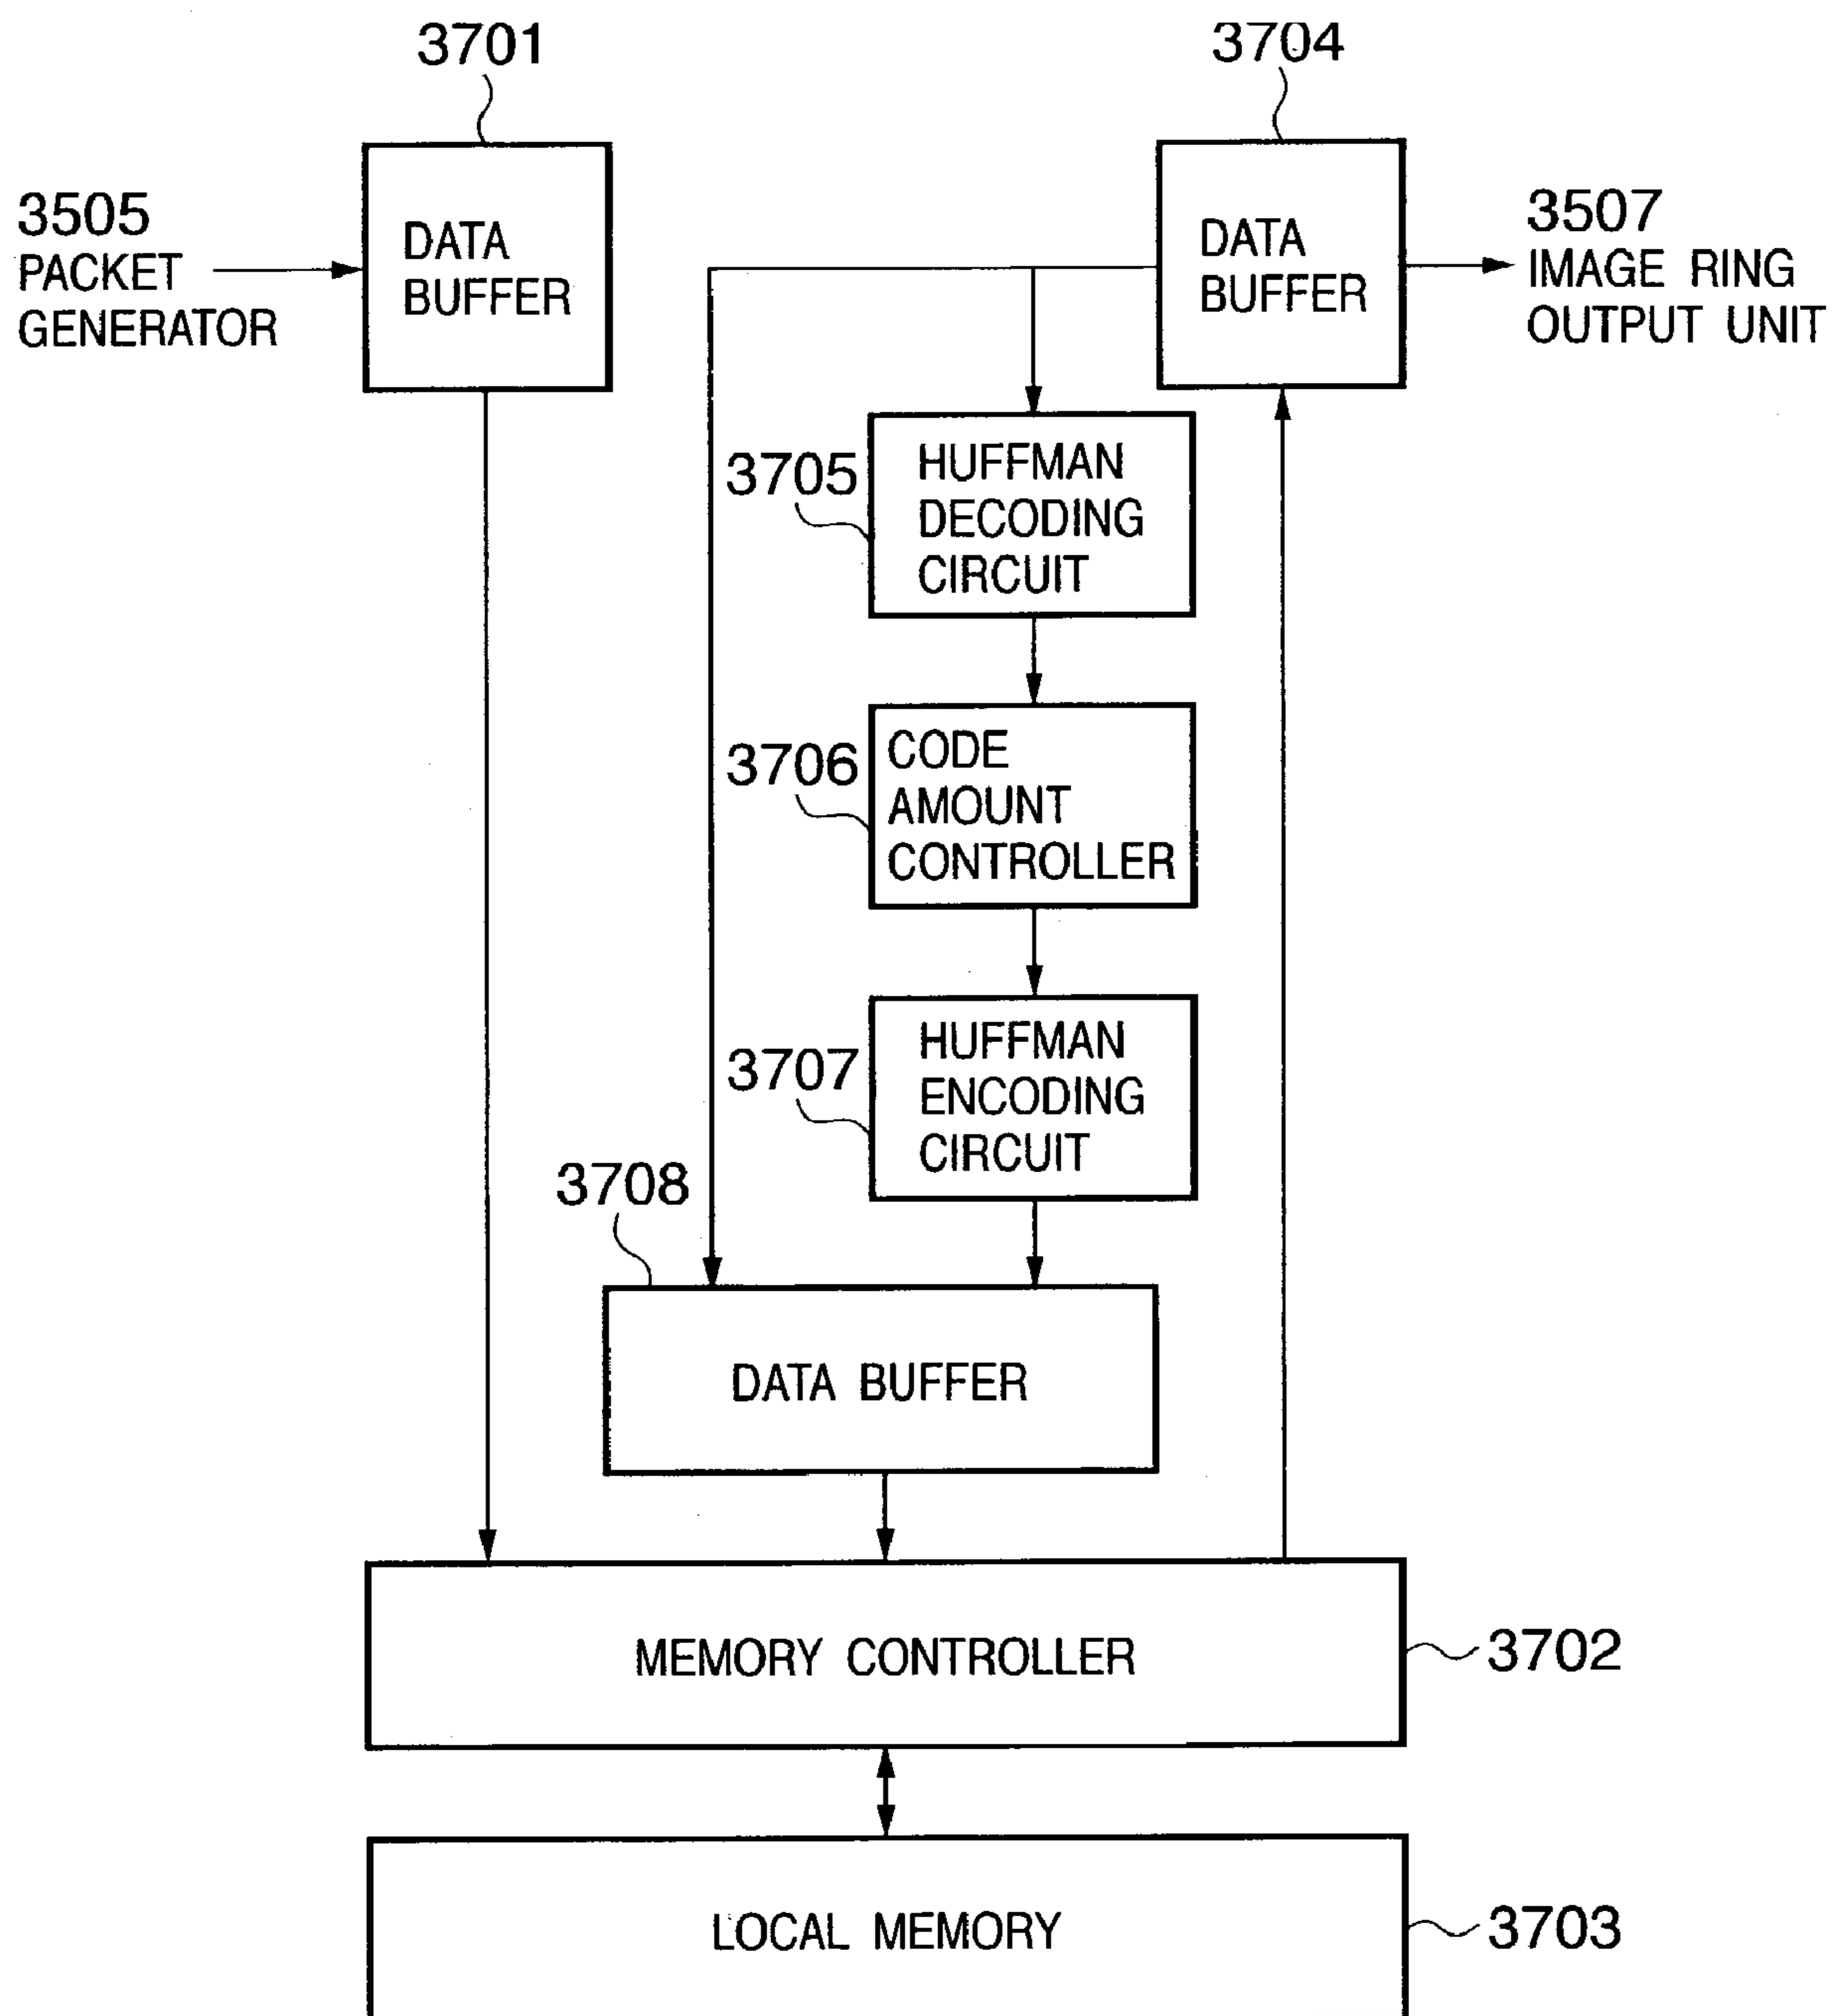 3701
3704
3505
PACKET
GENERATOR
DATA
BUFFER
DATA
BUFFER
3507
IMAGE RING
OUTPUT UNIT
3705
HUFFMAN
DECODING
CIRCUIT
3706
CODE
AMOUNT
CONTROLLER
3707
HUFFMAN
ENCODING
CIRCUIT
3708
DATA BUFFER
MEMORY CONTROLLER
3702
LOCAL MEMORY
3703